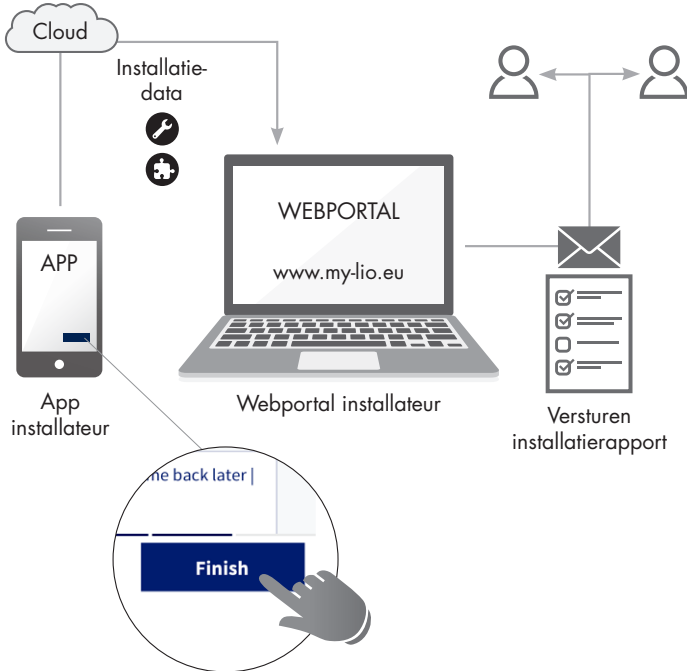 Cloud
Installatie-
data
WEBPORTAL
www.my-lio.eu
APP
App
installateur
Webportal installateur
Versturen
installatierapport
me back later |
Finish